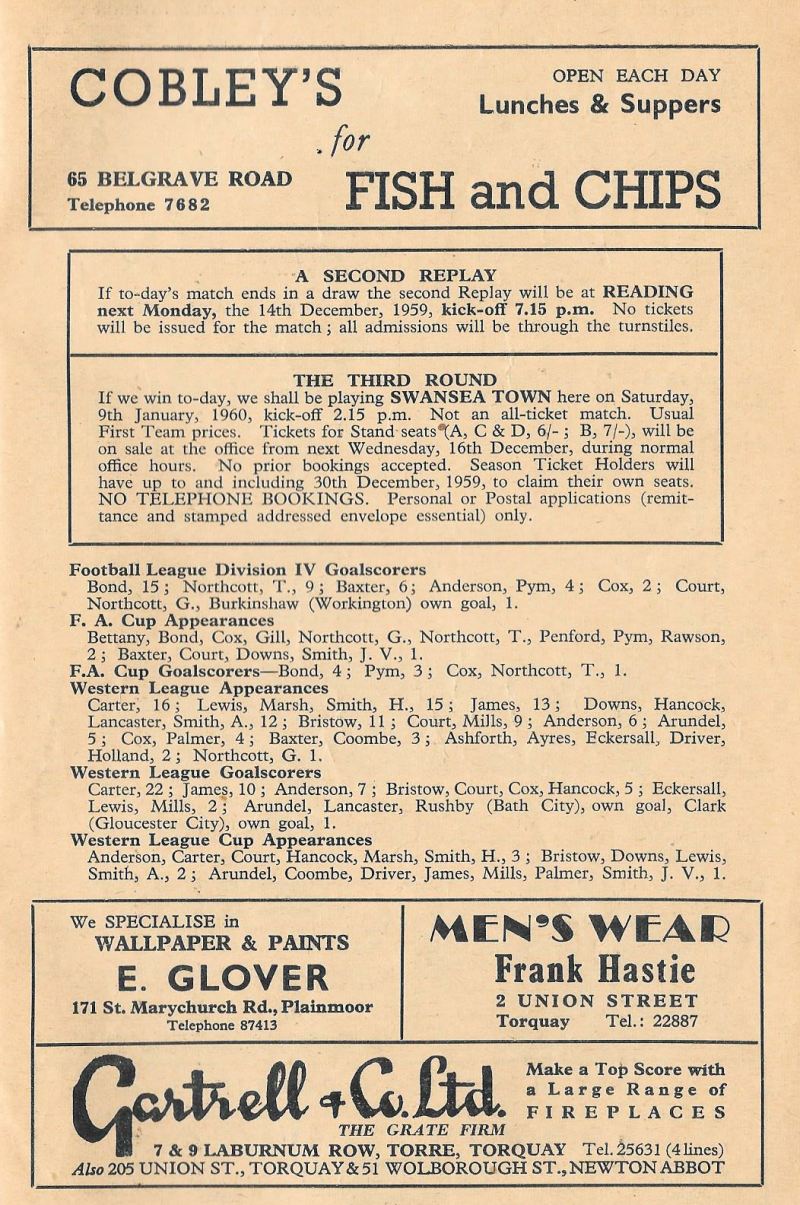 COBLEY'S
OPEN EACH DAY
Lunches & Suppers
for
65 BELGRAVE ROAD
Telephone 7682
FISH and CHIPS
A SECOND REPLAY
If to-day's match ends in a draw the second Replay will be at READING
next Monday, the 14th December, 1959, kick-off 7.15 p.m. No tickets
will be issued for the match ; all admissions will be through the turnstiles.
THE THIRD ROUND
If we win to-day, we shall be playing SWANSEA TOWN here on Saturday,
9th January, 1960, kick-off 2.15 p.m. Not an all-ticket match. Usual
First Team prices. Tickets for Stand seats (A, C & D, 6/- ; B, 7/-), will be
on sale at the office from next Wednesday, 16th December, during normal
office hours. No prior bookings accepted. Season Ticket Holders will
have up to and including 30th December, 1959, to claim their own seats.
NO TELEPHONE BOOKINGS. Personal or Postal applications (remit-
tance and stamped addressed envelope essential) only.
Football League Division IV Goalscorers
Bond, 15 ; Northcott, T., 9 ; Baxter, 6 ; Anderson, Pym, 4 ; Cox, 2 ; Court,
Northcott, G., Burkinshaw (Workington) own goal, 1.
F. A. Cup Appearances
Bettany, Bond, Cox, Gill, Northcott, G., Northcott, T., Penford, Pym, Rawson,
2 ; Baxter, Court, Downs, Smith, J. V., 1.
F.A. Cup Goalscorers—Bond, 4 ; Pym, 3 ; Cox, Northcott, T., 1.
Western League Appearances
Carter, 16 ; Lewis, Marsh, Smith, H., 15 ; James, 13 ; Downs, Hancock,
Lancaster, Smith, A., 12 ; Bristow, 11 ; Court, Mills, 9 ; Anderson, 6 ; Arundel,
5 ; Cox, Palmer, 4 ; Baxter, Coombe, 3 ; Ashforth, Ayres, Eckersall, Driver,
Holland, 2 ; Northcott, G. 1.
Western League Goalscorers
Carter, 22 ; James, 10 ; Anderson, 7 ; Bristow, Court, Cox, Hancock, 5 ; Eckersall,
Lewis, Mills, 2 ; Arundel, Lancaster, Rushby (Bath City), own goal, Clark
(Gloucester City), own goal, 1.
Western League Cup Appearances
Anderson, Carter, Court, Hancock, Marsh, Smith, H., 3 ; Bristow, Downs, Lewis,
Smith, A., 2 ; Arundel, Coombe, Driver, James, Mills, Palmer, Smith, J. V., 1.
We SPECIALISE in
WALLPAPER & PAINTS
E. GLOVER
171 St. Marychurch Rd., Plainmoor
Telephone 87413
MEN'S WEAR
Frank Hastie
2 UNION STREET
Torquay Tel.: 22887
Gartrell & Co. Ltd.
THE GRATE FIRM
Make a Top Score with
a Large Range of
FIREPLACES
7 & 9 LABURNUM ROW, TORRE, TORQUAY Tel. 25631 (4 lines)
Also 205 UNION ST., TORQUAY & 51 WOLBOROUGH ST., NEWTON ABBOT